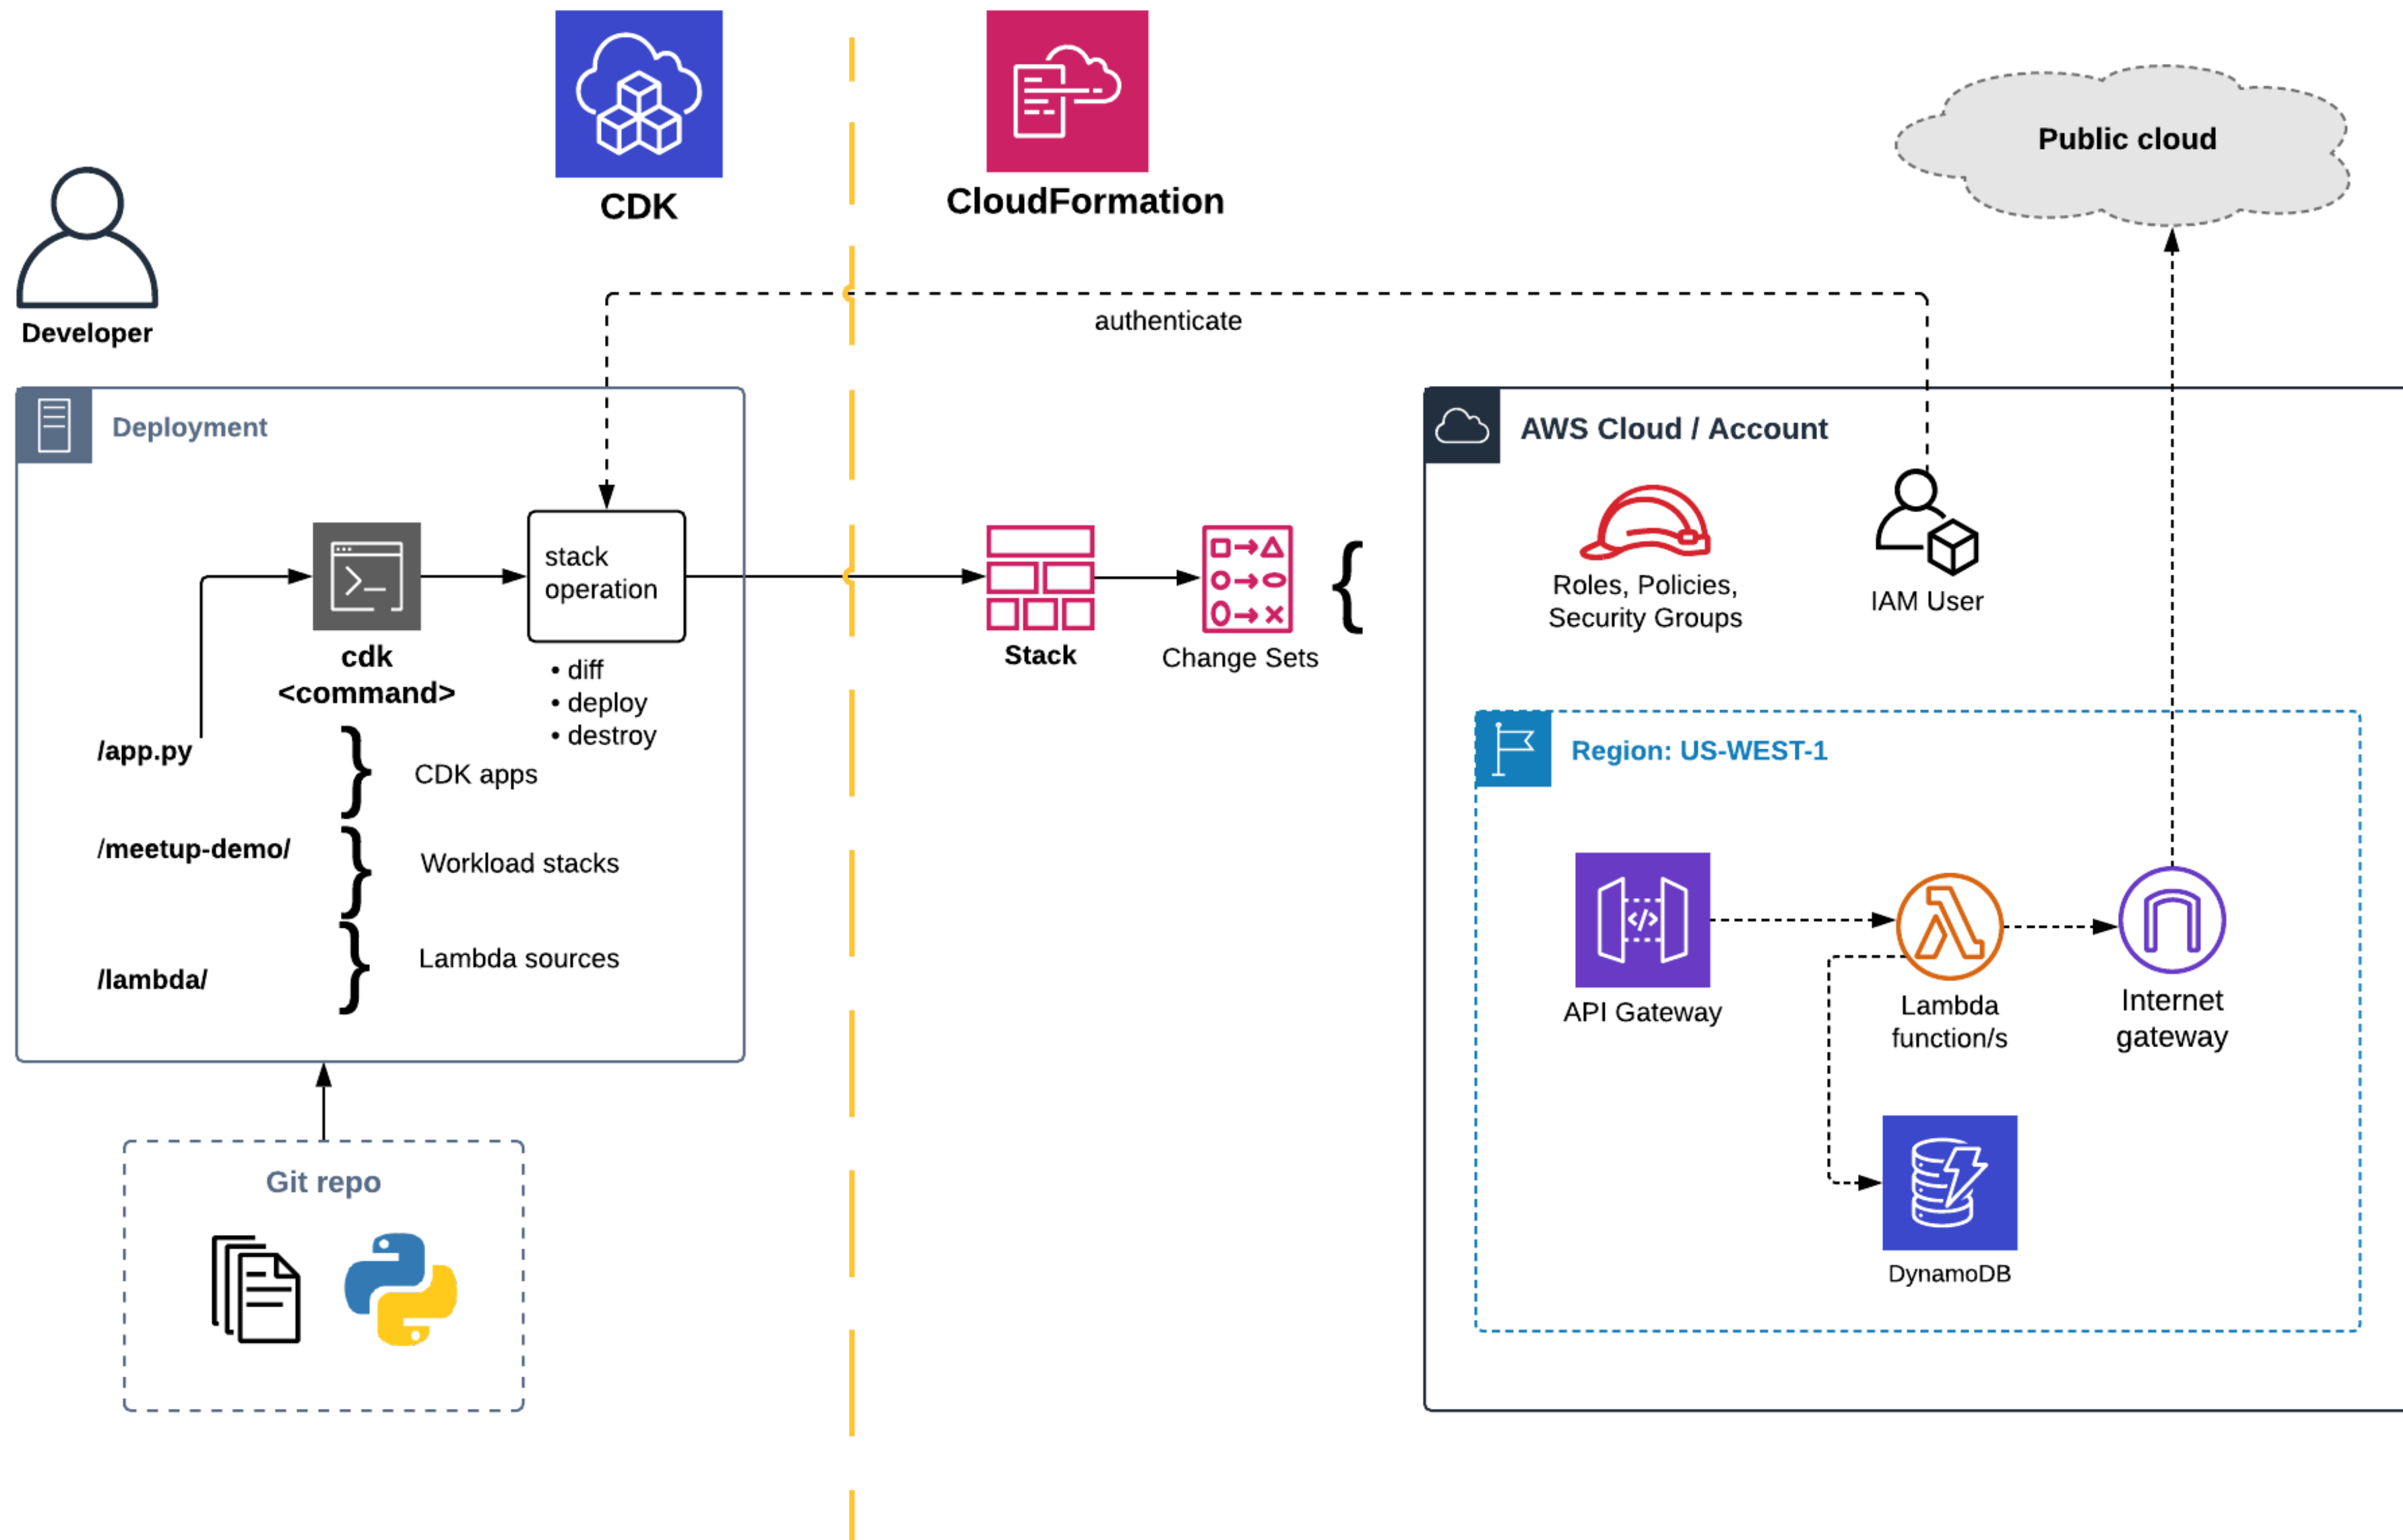 CDK
CloudFormation
Public cloud
Developer
authenticate
Deployment
AWS Cloud / Account
stack
operation
cdk
<command>
• diff
• deploy
• destroy
Stack
Change Sets
{
Roles, Policies,
Security Groups
IAM User
/app.py
}
CDK apps
/meetup-demo/
}
Workload stacks
/lambda/
}
Lambda sources
Region: US-WEST-1
API Gateway
Lambda
function/s
Internet
gateway
DynamoDB
Git repo